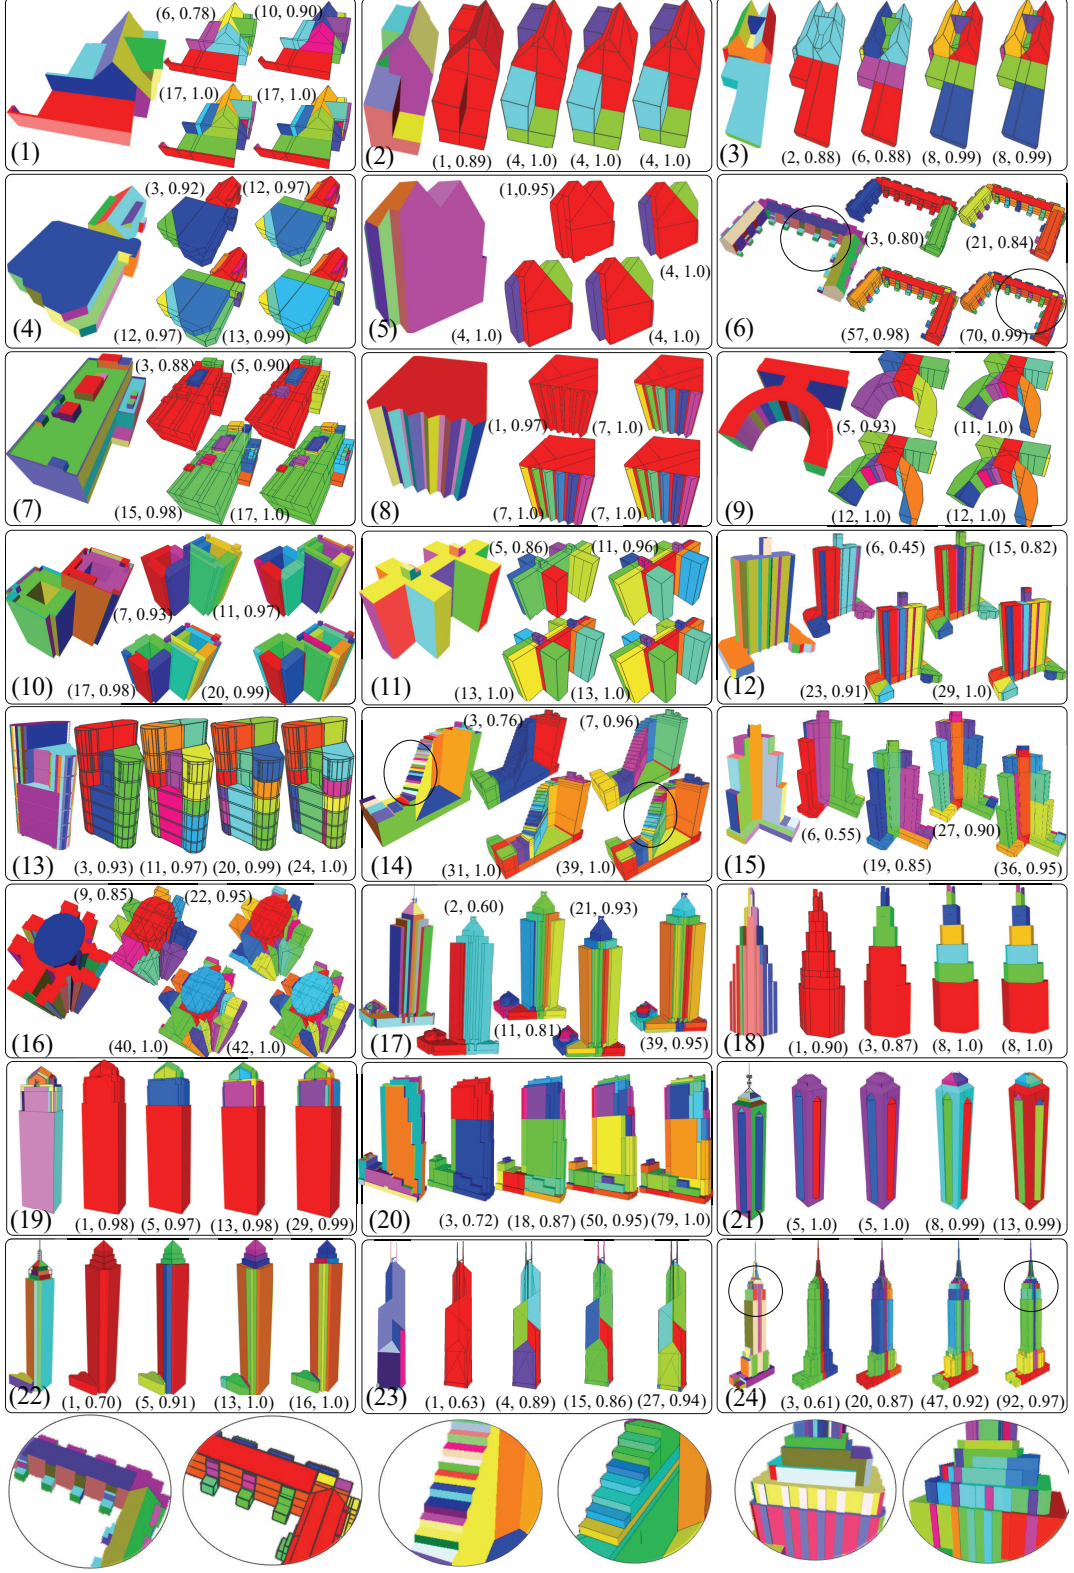 (6, 0.78) (10, 0.90)
(17, 1.0) (17, 1.0)
(1)
(1, 0.89) (4, 1.0) (4, 1.0) (4, 1.0)
(2)
(2, 0.88) (6, 0.88) (8, 0.99) (8, 0.99)
(3)
(3, 0.92) (12, 0.97)
(12, 0.97) (13, 0.99)
(4)
(1,0.95)
(4, 1.0)
(4, 1.0) (4, 1.0)
(5)
(3, 0.80) (21, 0.84)
(57, 0.98) (70, 0.99)
(6)
(3, 0.88) (5, 0.90)
(15, 0.98) (17, 1.0)
(7)
(1, 0.97) (7, 1.0)
(7, 1.0) (7, 1.0)
(8)
(5, 0.93) (11, 1.0)
(12, 1.0) (12, 1.0)
(9)
(7, 0.93) (11, 0.97)
(17, 0.98) (20, 0.99)
(10)
(5, 0.86) (11, 0.96)
(13, 1.0) (13, 1.0)
(11)
(6, 0.45) (15, 0.82)
(23, 0.91) (29, 1.0)
(12)
(3, 0.93) (11, 0.97) (20, 0.99) (24, 1.0)
(13)
(3, 0.76) (7, 0.96)
(31, 1.0) (39, 1.0)
(14)
(6, 0.55) (27, 0.90)
(19, 0.85) (36, 0.95)
(15)
(9, 0.85) (22, 0.95)
(40, 1.0) (42, 1.0)
(16)
(2, 0.60) (21, 0.93)
(11, 0.81) (39, 0.95)
(17)
(1, 0.90) (3, 0.87) (8, 1.0) (8, 1.0)
(18)
(1, 0.98) (5, 0.97) (13, 0.98) (29, 0.99)
(19)
(3, 0.72) (18, 0.87) (50, 0.95) (79, 1.0)
(20)
(5, 1.0) (5, 1.0) (8, 0.99) (13, 0.99)
(21)
(1, 0.70) (5, 0.91) (13, 1.0) (16, 1.0)
(22)
(1, 0.63) (4, 0.89) (15, 0.86) (27, 0.94)
(23)
(3, 0.61) (20, 0.87) (47, 0.92) (92, 0.97)
(24)